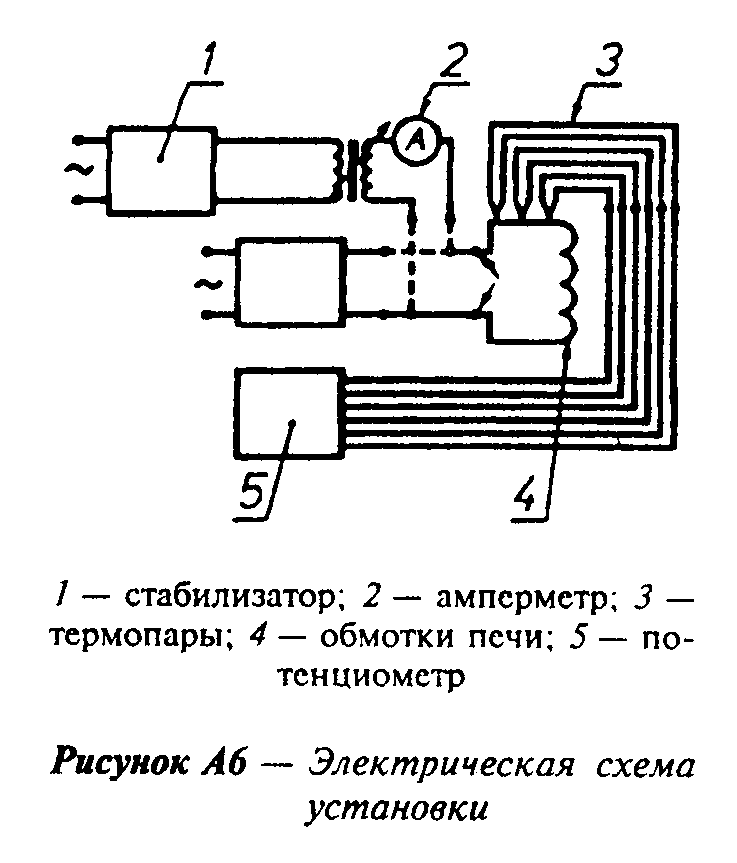 1
2
3
A
~
~
5
4
1 — стабилизатор; 2 — амперметр; 3 —
термопары; 4 — обмотки печи; 5 — по-
тенциометр
Рисунок А6 — Электрическая схема
установки